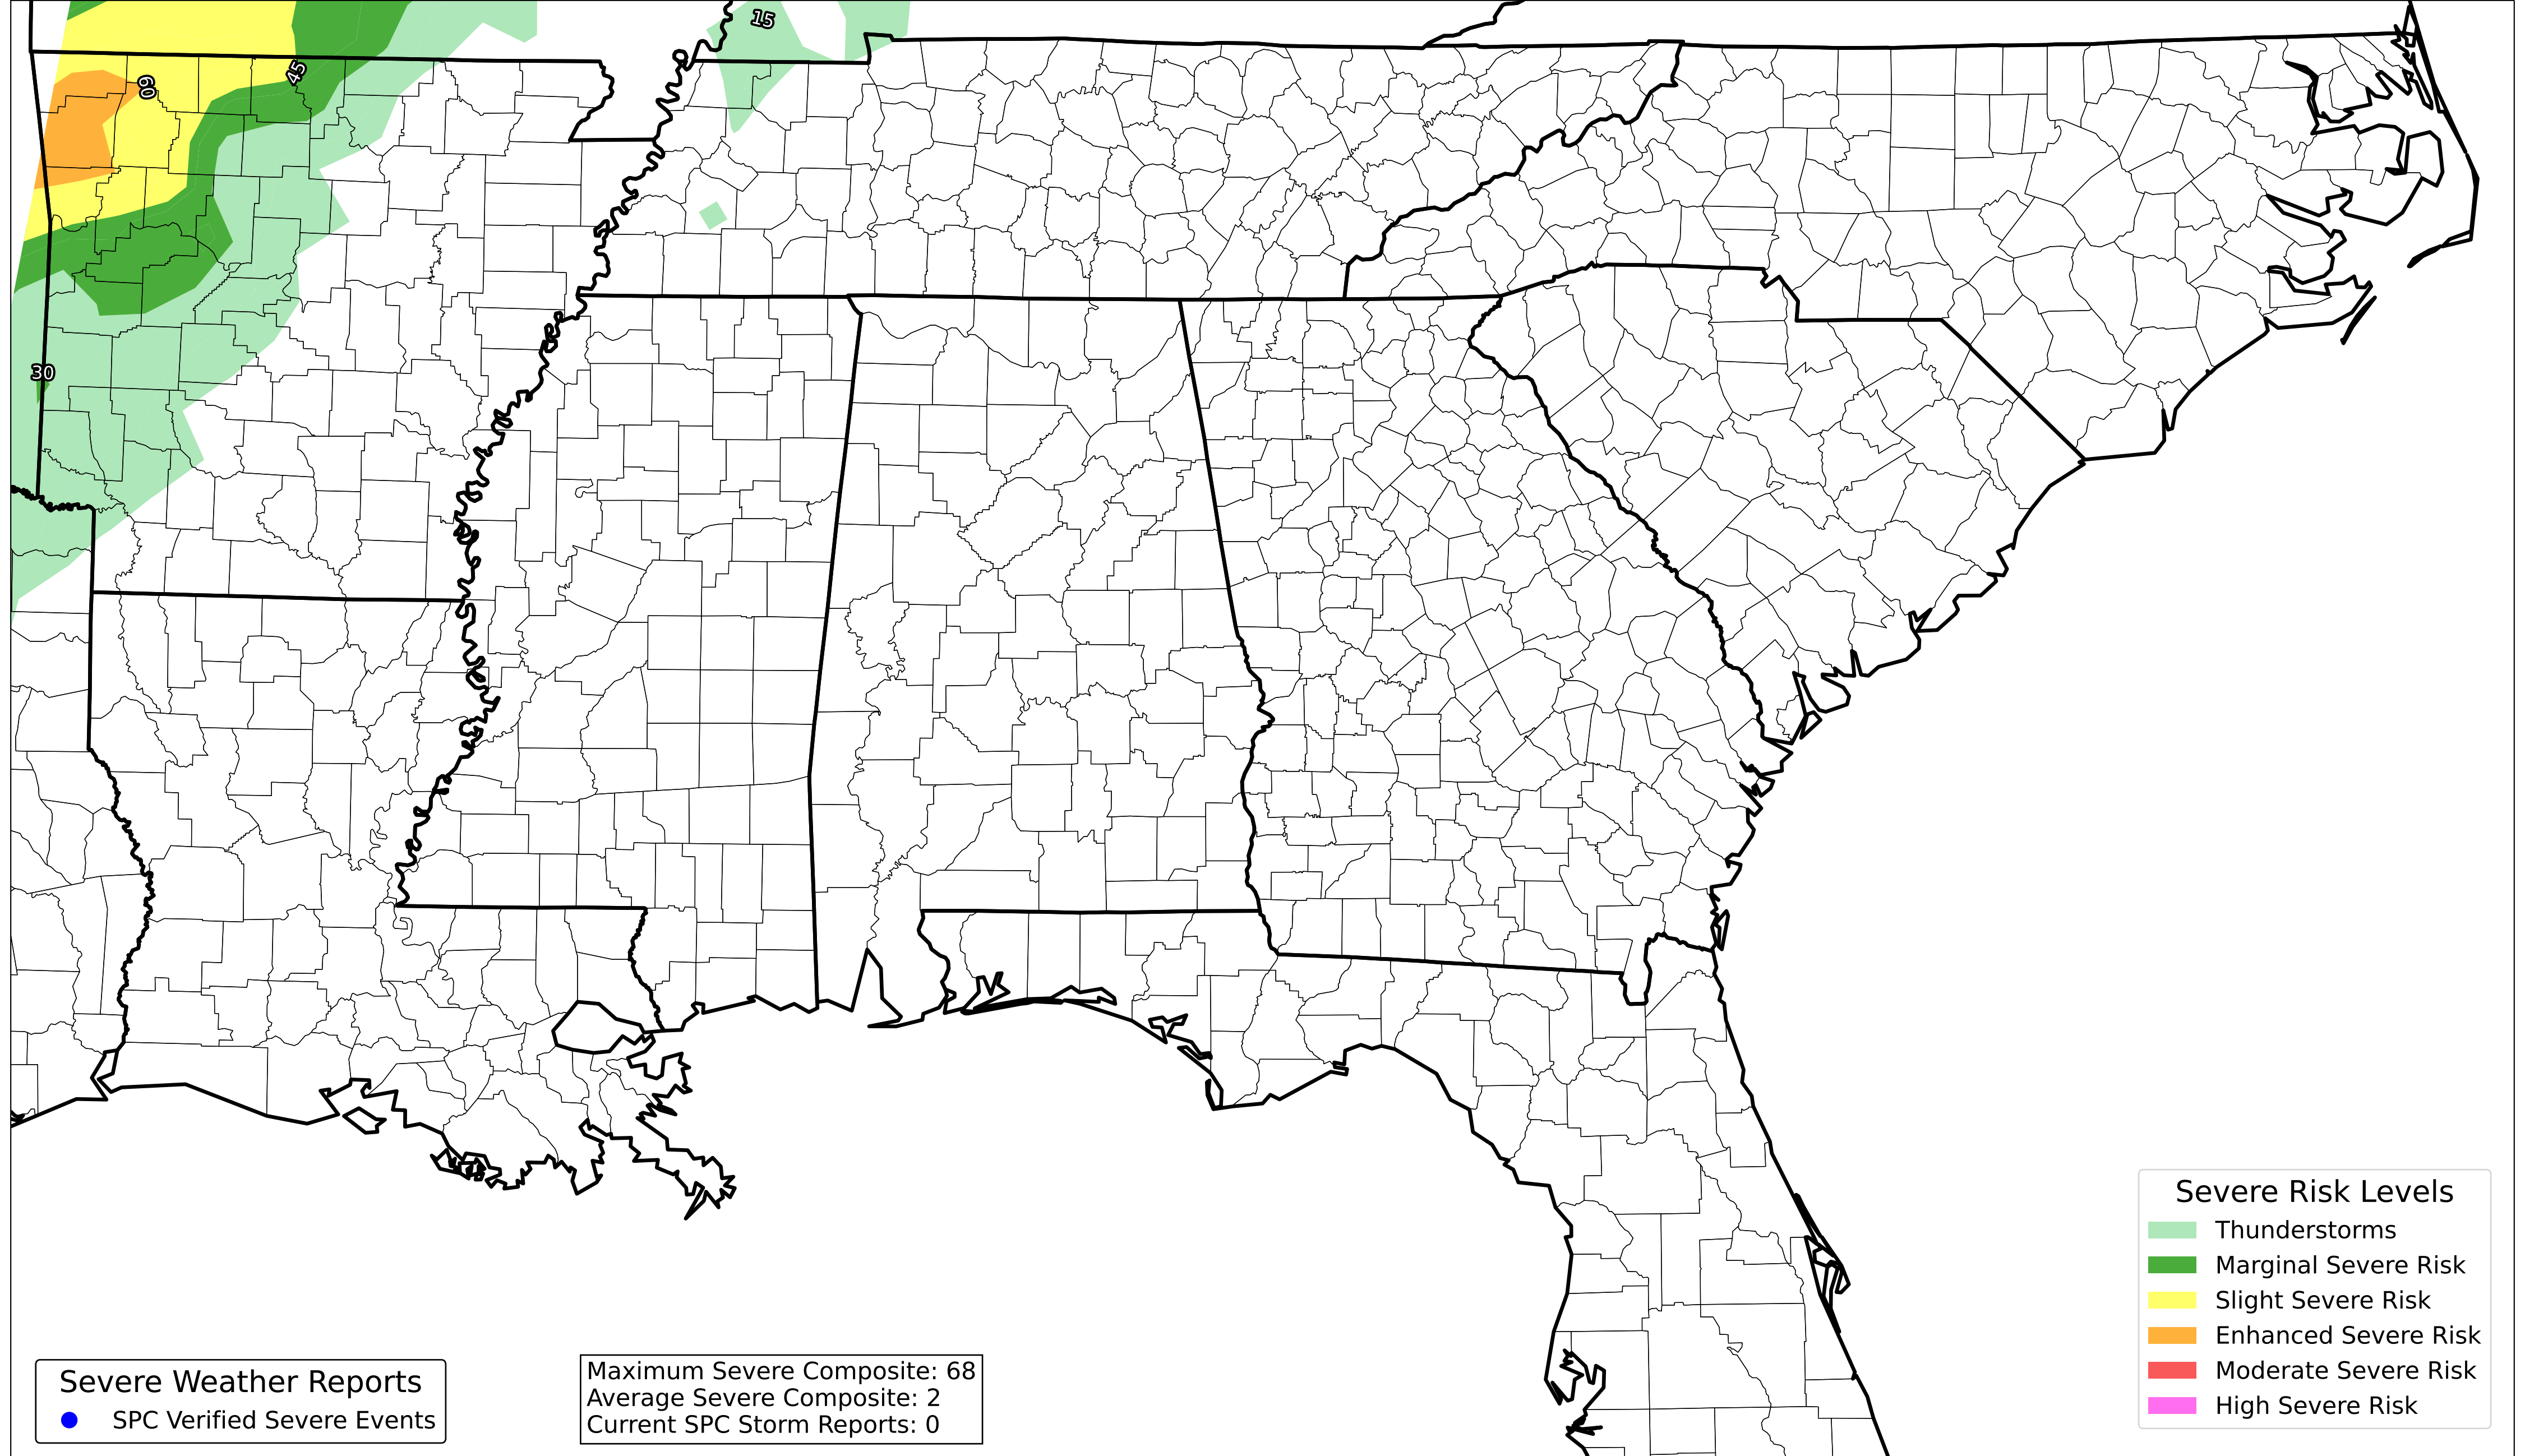 15
45
60
30
Severe Risk Levels
Thunderstorms
Marginal Severe Risk
Slight Severe Risk
Enhanced Severe Risk
Moderate Severe Risk
High Severe Risk
Severe Weather Reports
SPC Verified Severe Events
Maximum Severe Composite: 68
Average Severe Composite: 2
Current SPC Storm Reports: 0